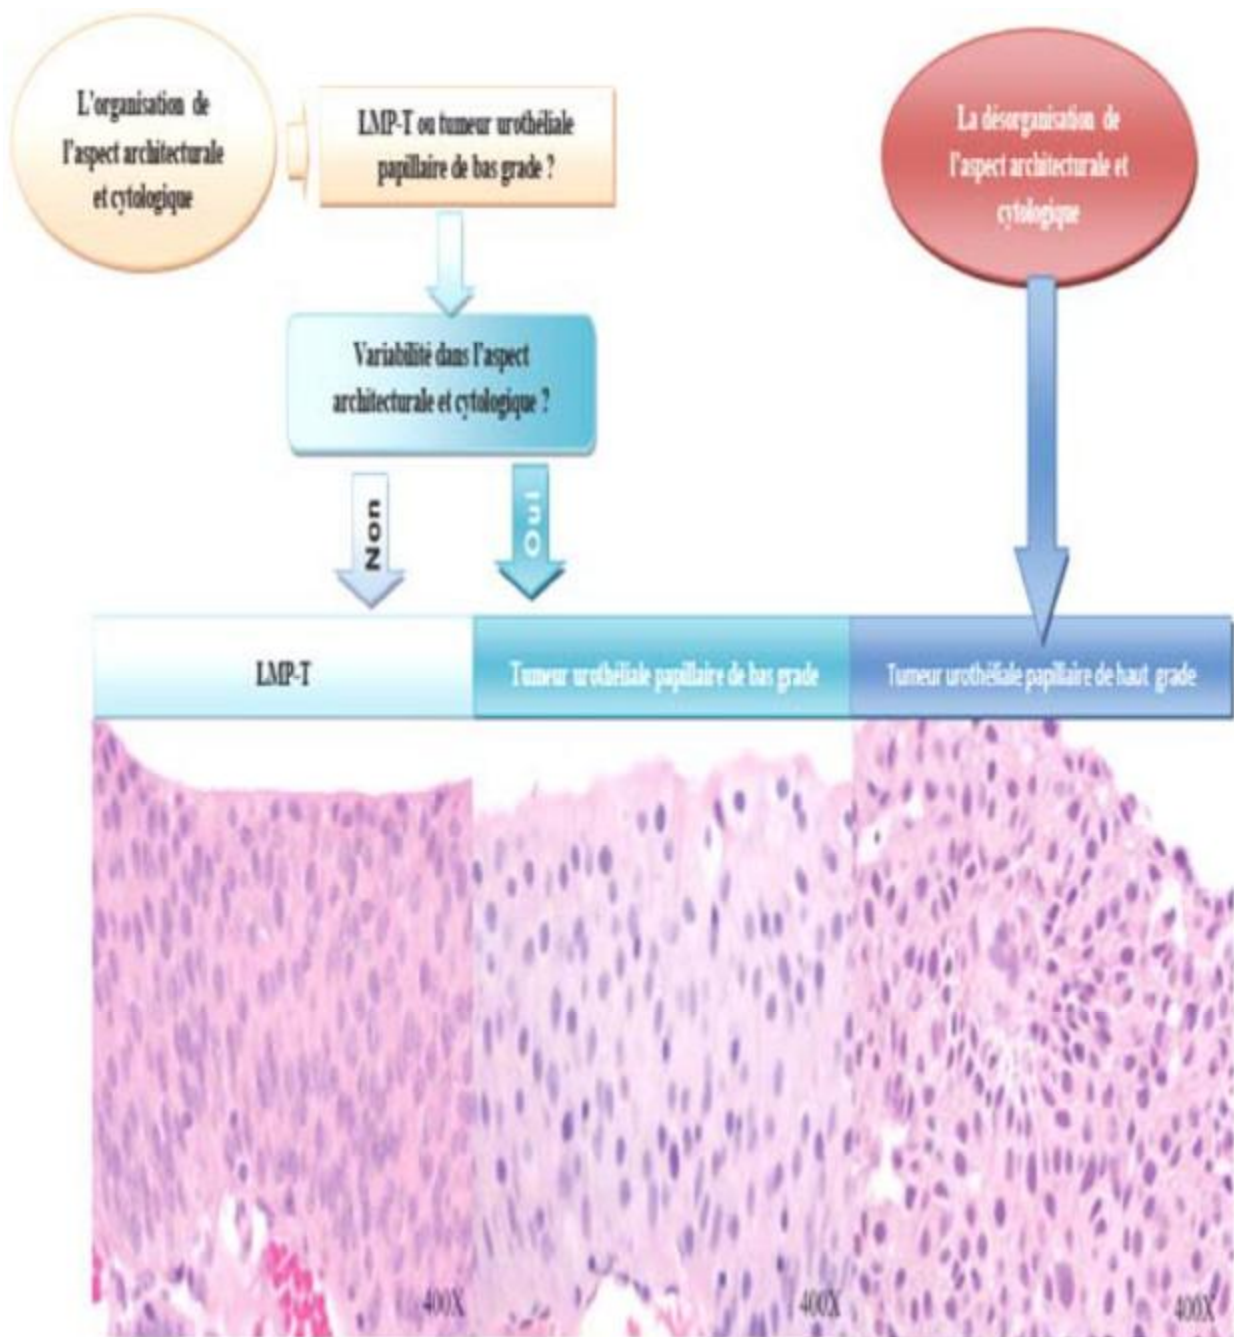 L'organisation de
l'aspect architecturale
et cytologique
LMP-T ou tumeur urothéliale
papillaire de bas grade ?
La désorganisation de
l'aspect architecturale et
cytologique
Variabilité dans l'aspect
architecturale et cytologique ?
Non
Oui
LMP-T
Tumeur urothéliale papillaire de bas grade
Tumeur urothéliale papillaire de haut grade
400X
400X
400X